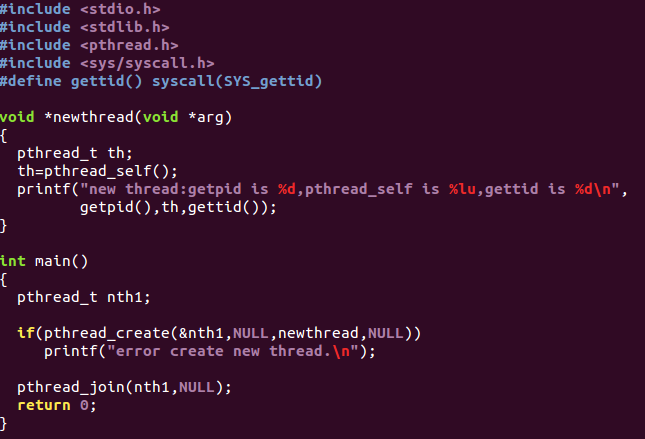 #include <stdio.h>
#include <stdlib.h>
#include <pthread.h>
#include <sys/syscall.h>
#define gettid() syscall(SYS_gettid)

void *newthread(void *arg)
{
  pthread_t th;
  th=pthread_self();
  printf("new thread:getpid is %d,pthread_self is %lu,gettid is %d\n",
         getpid(),th,gettid());
}

int main()
{
  pthread_t nth1;

  if(pthread_create(&nth1,NULL,newthread,NULL))
     printf("error create new thread.\n");

  pthread_join(nth1,NULL);
  return 0;
}